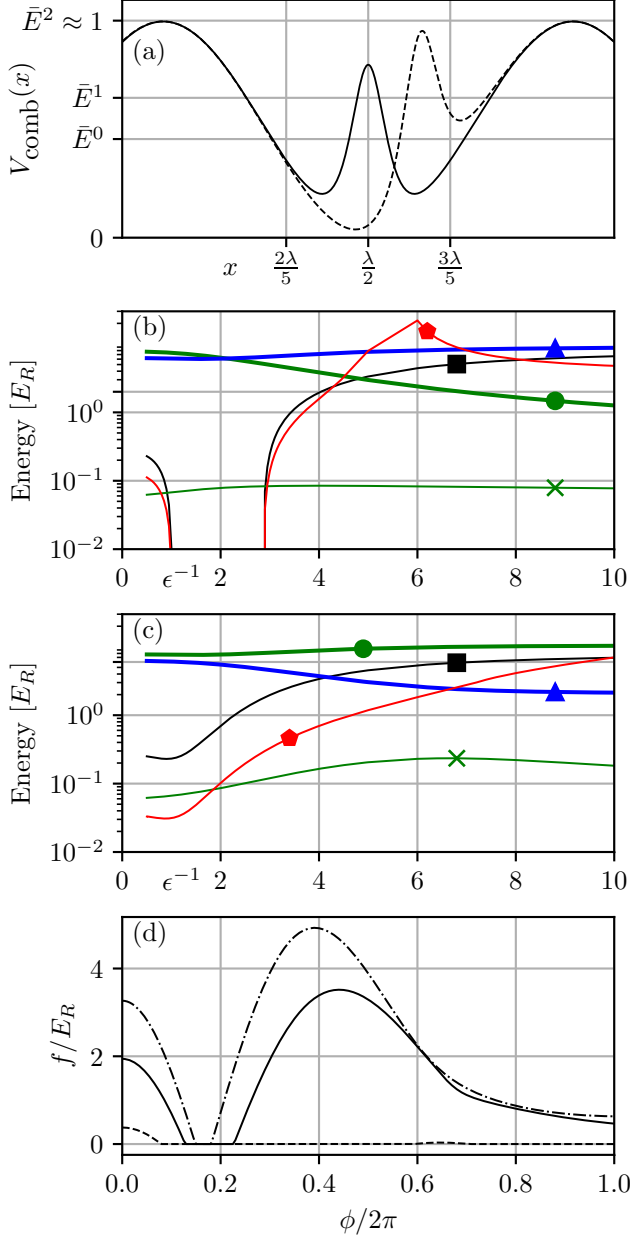 (a)
Ē² ≈ 1
Ē¹
Ē⁰
0
V_comb(x)
x 2λ/5 λ/2 3λ/5
(b)
Energy [E_R]
10⁰
10⁻¹
10⁻²
0 ϵ⁻¹ 2 4 6 8 10
(c)
Energy [E_R]
10⁰
10⁻¹
10⁻²
0 ϵ⁻¹ 2 4 6 8 10
(d)
f/E_R
4
2
0
0.0 0.2 0.4 0.6 0.8 1.0
ϕ/2π